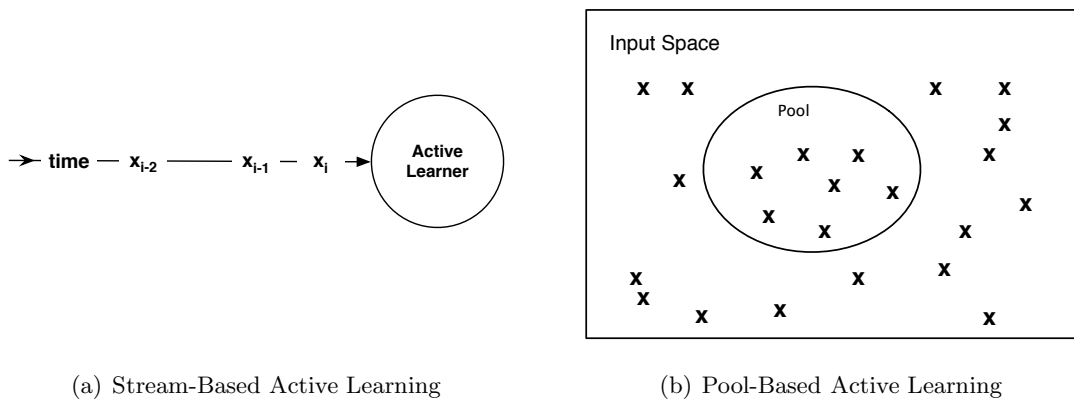 time
x_{i-2}
x_{i-1}
x_i
Active
Learner
(a) Stream-Based Active Learning
Input Space
x x x x
x
Pool
x x x
x x x x
x x
x x
x
x x
x x
x x x
(b) Pool-Based Active Learning